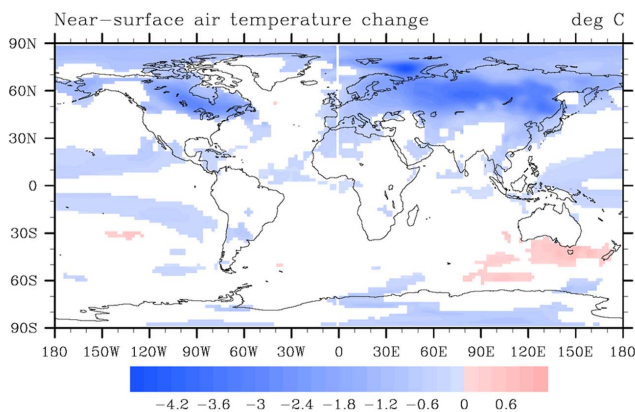 Near-surface air temperature change deg C
90N
60N
30N
0
30S
60S
90S
180 150W 120W 90W 60W 30W 0 30E 60E 90E 120E 150E 180
-4.2 -3.6 -3 -2.4 -1.8 -1.2 -0.6 0 0.6